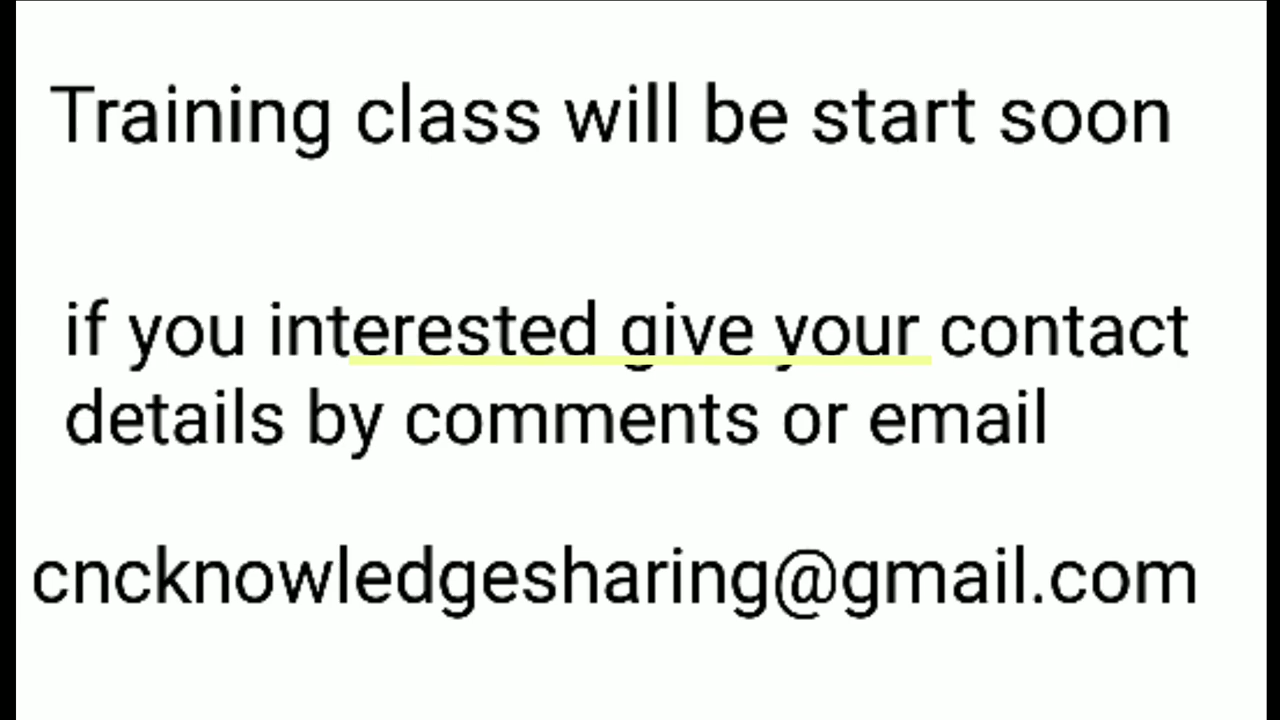 Training class will be start soon
if you interested give your contact
details by comments or email
cncknowledgesharing@gmail.com